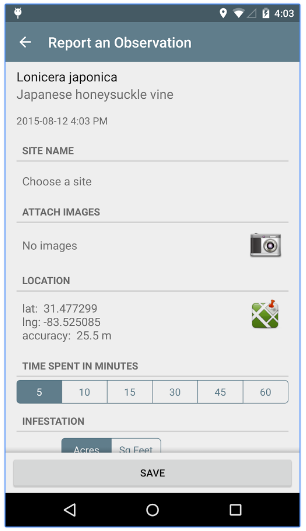 4:03
Report an Observation
Lonicera japonica
Japanese honeysuckle vine
2015-08-12 4:03 PM
SITE NAME
Choose a site
ATTACH IMAGES
No images
LOCATION
lat: 31.477299
lng: -83.525085
accuracy: 25.5 m
TIME SPENT IN MINUTES
5 10 15 30 45 60
INFESTATION
Acres Sq Feet
SAVE